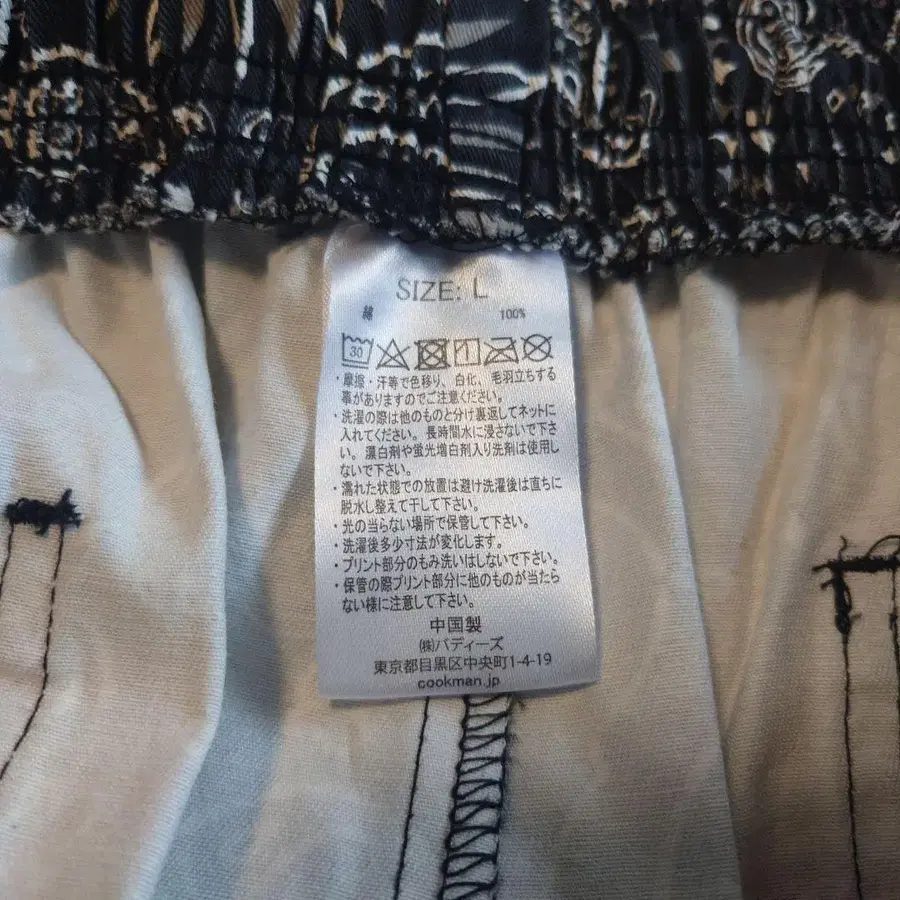 SIZE: L
綿 100%
30
・摩擦・汗等で色移り、白化、毛羽立ちする
事がありますのでご注意ください。
・洗濯の際は他のものと分け裏返してネットに
入れてください。長時間水に浸さないで下さ
い。漂白剤や蛍光増白剤入り洗剤は使用し
ないで下さい。
・濡れた状態での放置は避け洗濯後は直ちに
脱水し整えて干して下さい。
・光の当らない場所で保管して下さい。
・洗濯後多少寸法が変化します。
・プリント部分のもみ洗いはしないで下さい。
・保管の際プリント部分に他のものが当たら
ない様に注意して下さい。
中国製
㈱バディーズ
東京都目黒区中央町1-4-19
cookman.jp